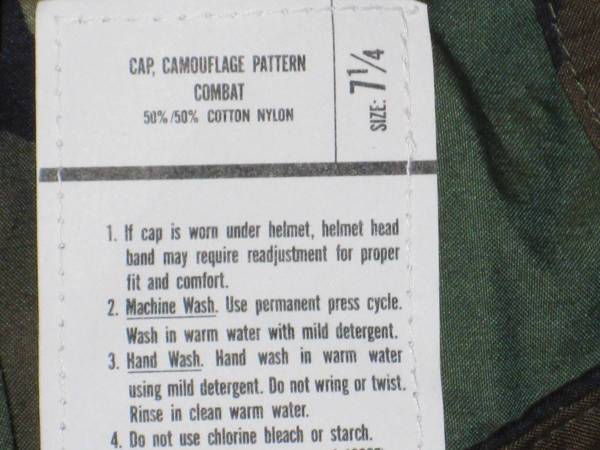 CAP, CAMOUFLAGE PATTERN
COMBAT
50%/50% COTTON NYLON
SIZE: 7 1/4
1. If cap is worn under helmet, helmet head
band may require readjustment for proper
fit and comfort.
2. Machine Wash. Use permanent press cycle.
Wash in warm water with mild detergent.
3. Hand Wash. Hand wash in warm water
using mild detergent. Do not wring or twist.
Rinse in clean warm water.
4. Do not use chlorine bleach or starch.